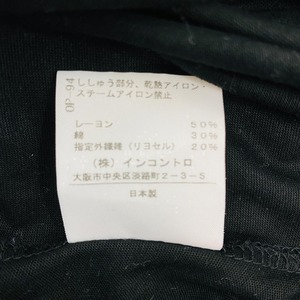 OP-94
ししゅう部分、乾熱アイロン・
スチームアイロン禁止
レーヨン 50%
綿 30%
指定外繊維（リヨセル） 20%
（株）インコントロ
大阪市中央区淡路町2-3-5
日本製